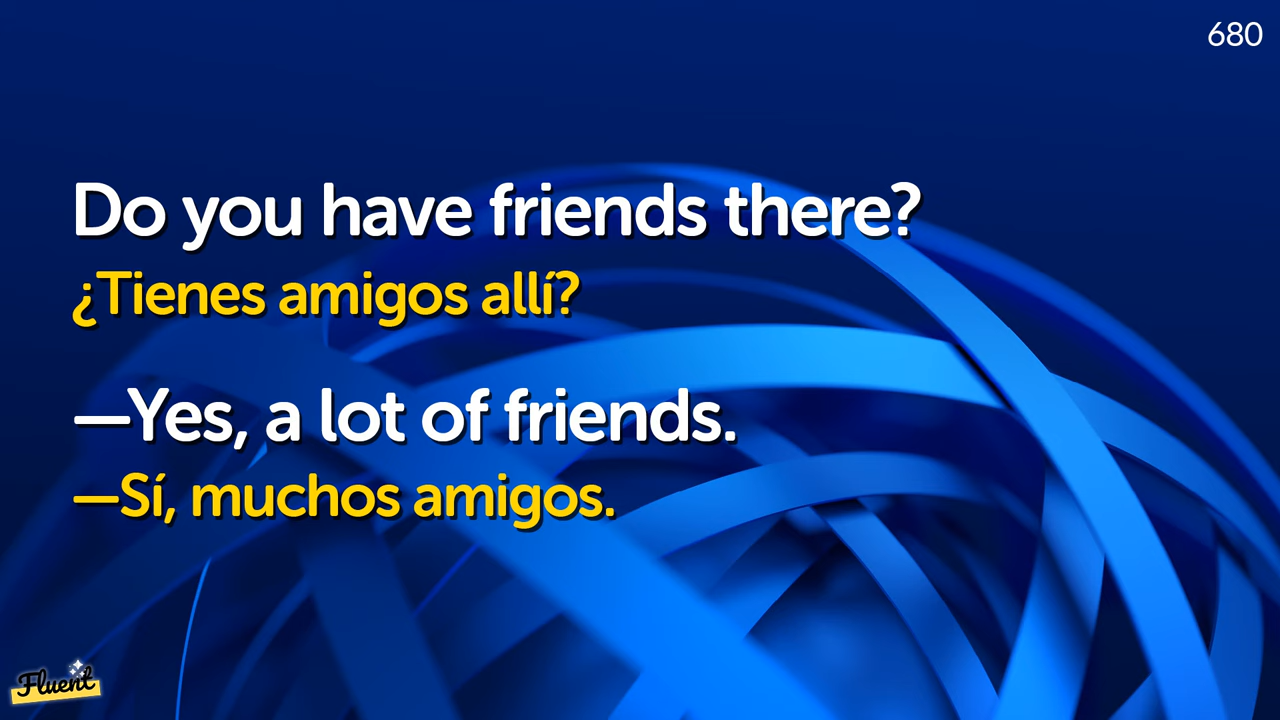 680
Do you have friends there?
¿Tienes amigos allí?
—Yes, a lot of friends.
—Sí, muchos amigos.
Fluent